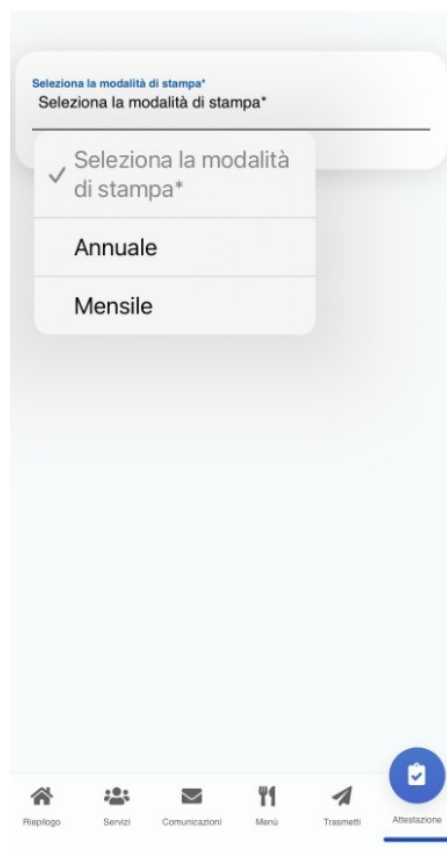 Seleziona la modalità di stampa*
Seleziona la modalità di stampa*
Seleziona la modalità
di stampa*
Annuale
Mensile
Riepilogo
Servizi
Comunicazioni
Menù
Trasmetti
Attestazione